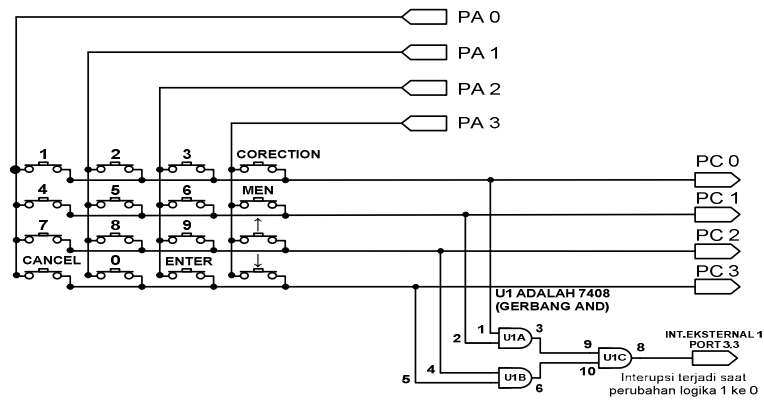 PA 0
PA 1
PA 2
PA 3
1 2 3 CORECTION
PC 0
4 5 6 MEN
PC 1
7 8 9 ↑
PC 2
CANCEL 0 ENTER ↓
PC 3
U1 ADALAH 7408
(GERBANG AND)
1 U1A 3
2
INT.EKSTERNAL 1
PORT 3,3
9 U1C 8
10
4 U1B 6
5
Interupsi terjadi saat
perubahan logika 1 ke 0